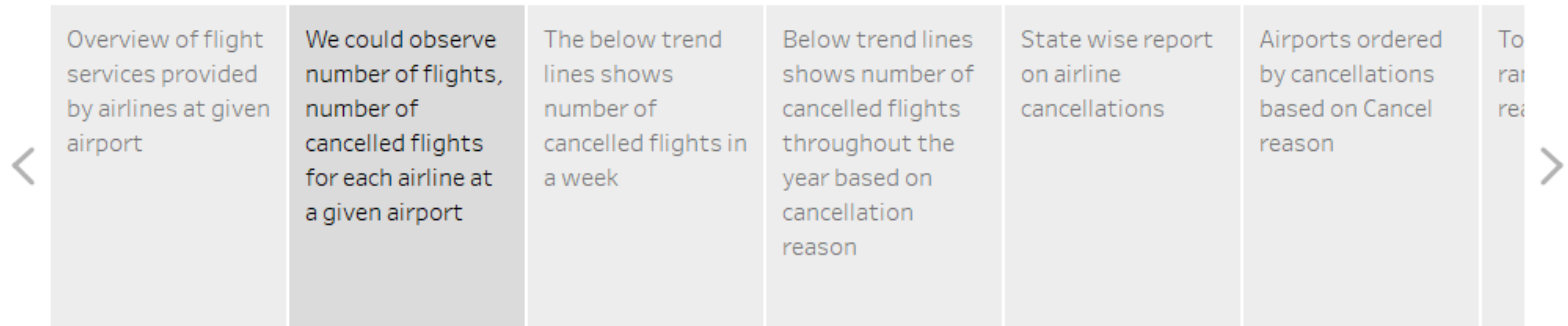 Overview of flight
services provided
by airlines at given
airport
We could observe
number of flights,
number of
cancelled flights
for each airline at
a given airport
The below trend
lines shows
number of
cancelled flights in
a week
Below trend lines
shows number of
cancelled flights
throughout the
year based on
cancellation
reason
State wise report
on airline
cancellations
Airports ordered
by cancellations
based on Cancel
reason